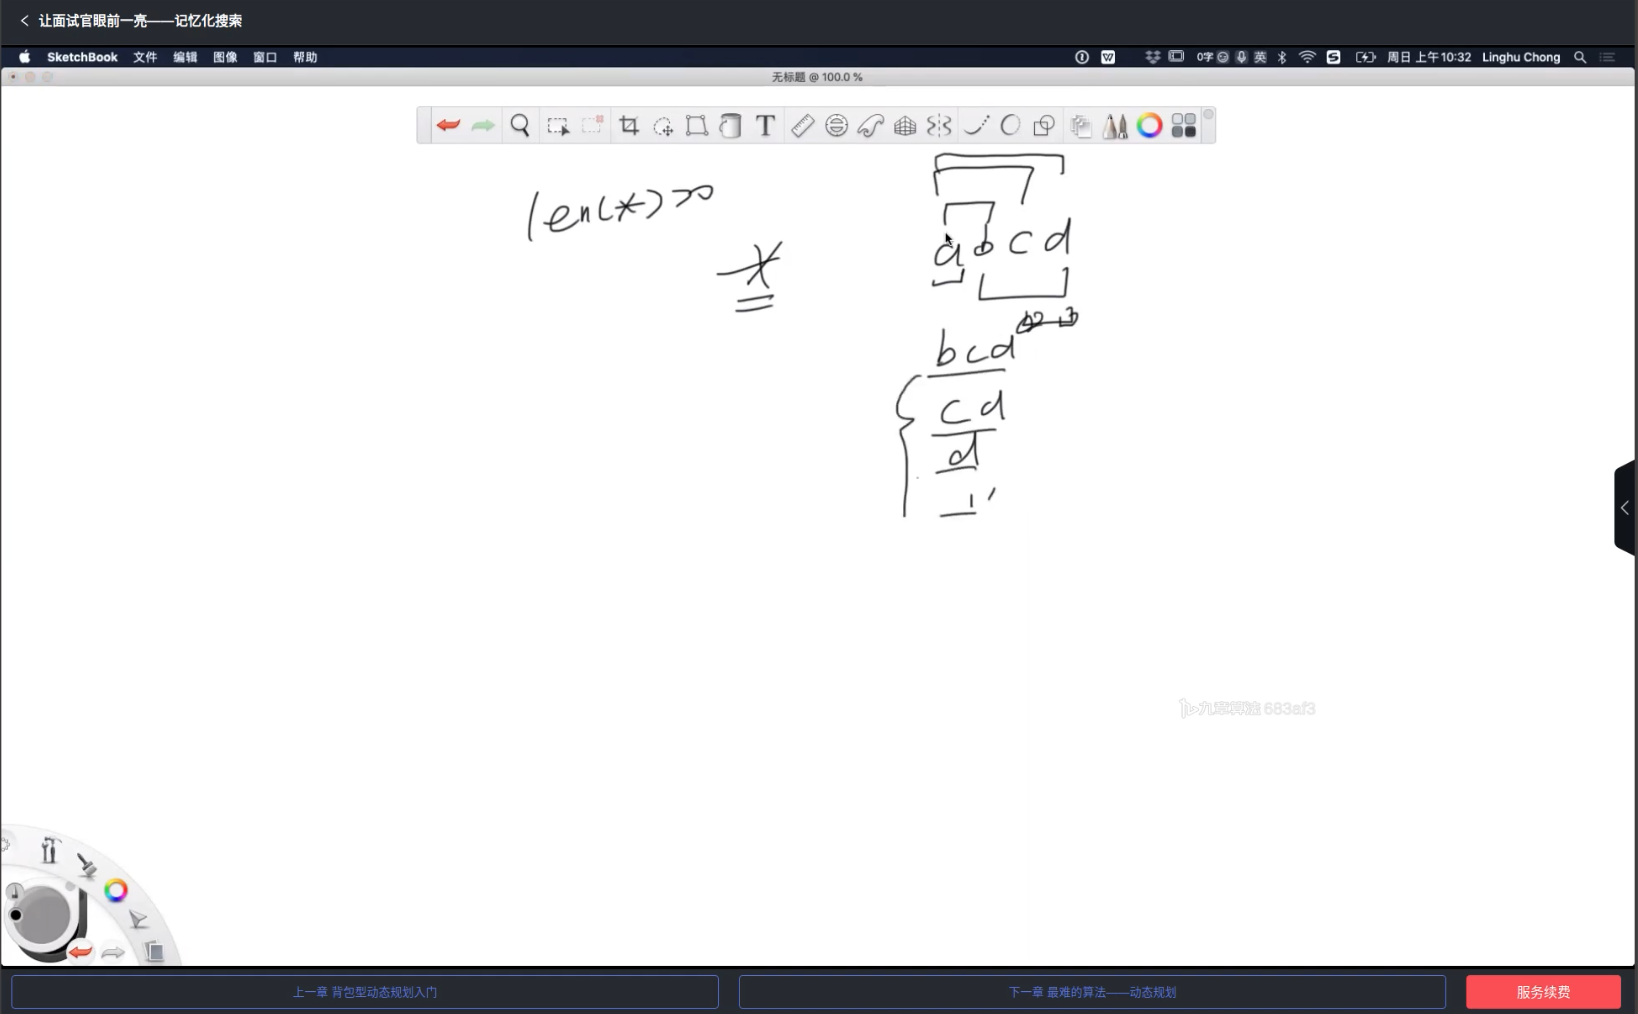 让面试官眼前一亮——记忆化搜索
SketchBook 文件 编辑 图像 窗口 帮助
0字 英 周日 上午10:32 Linghu Chong
无标题 @ 100.0 %
len(*)>0
a b c d
*
b c d
c d
d
''
九章算法 683af3
上一章 背包型动态规划入门
下一章 最难的算法——动态规划
服务续费